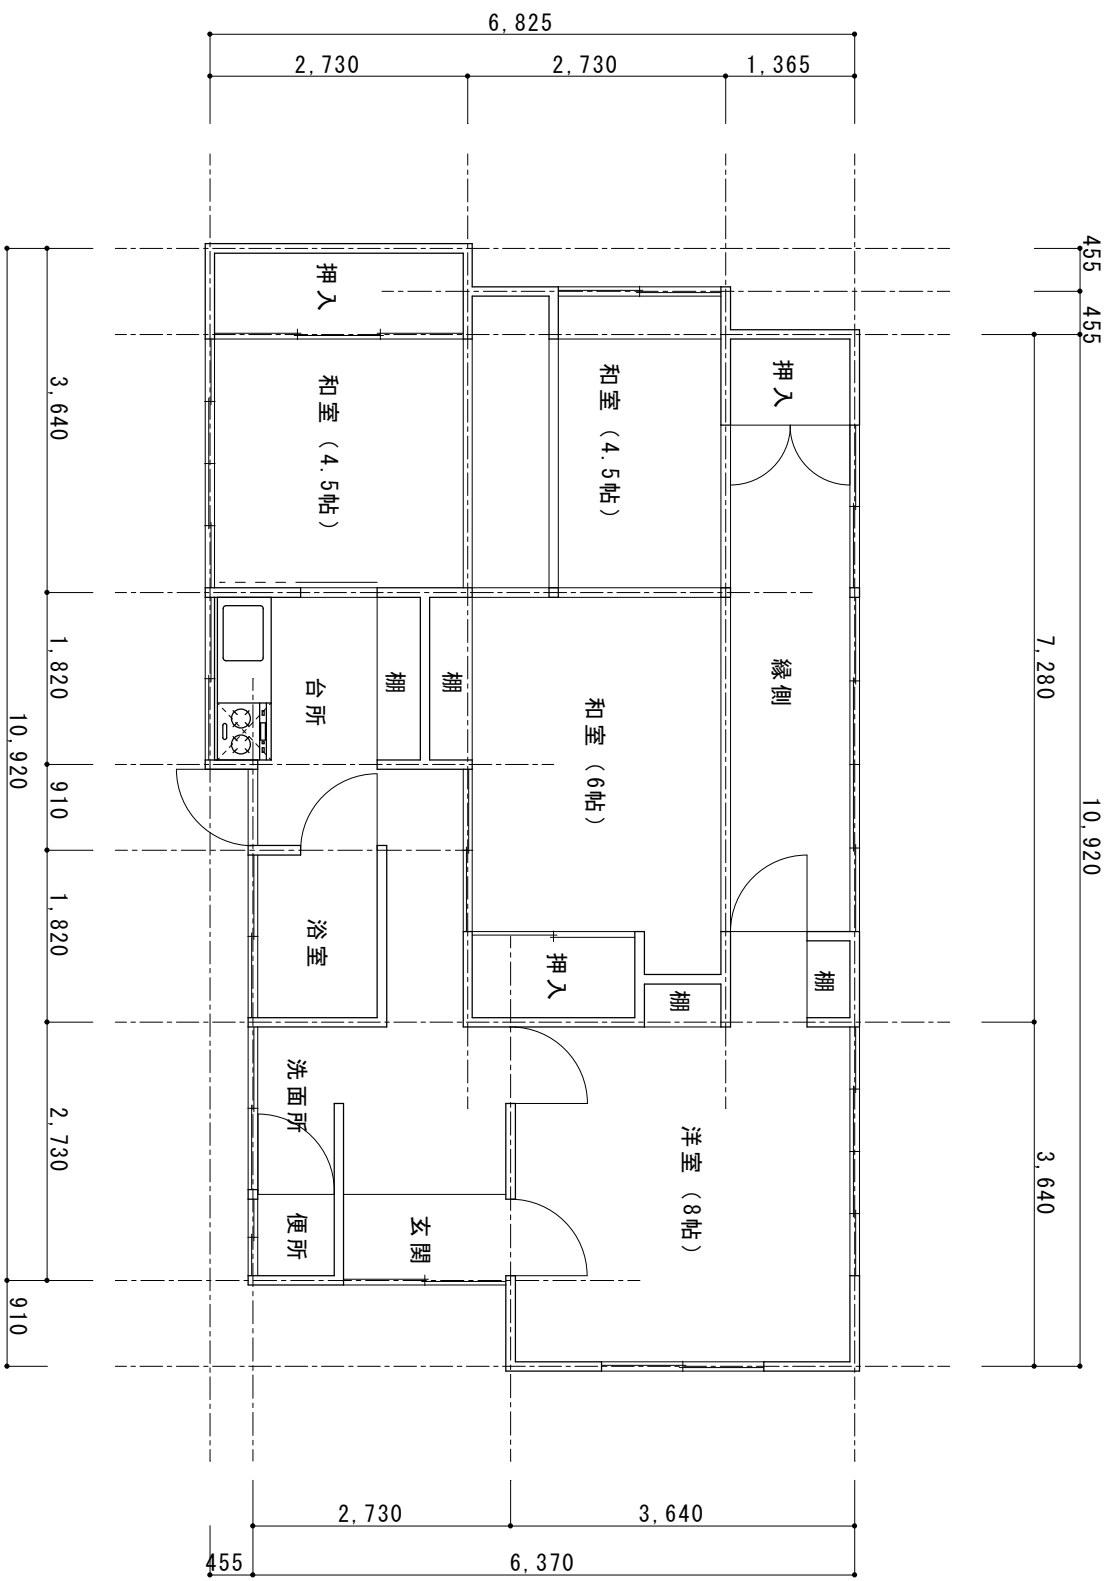 6,825
2,730
2,730
1,365
455
455
押入
押入
和室（4.5帖）
和室（4.5帖）
3,640
棚
棚
台所
縁側
和室（6帖）
1,820
7,280
10,920
910
10,920
1,820
浴室
押入
棚
棚
洗面所
2,730
洋室（8帖）
3,640
便所
玄関
910
2,730
3,640
455
6,370